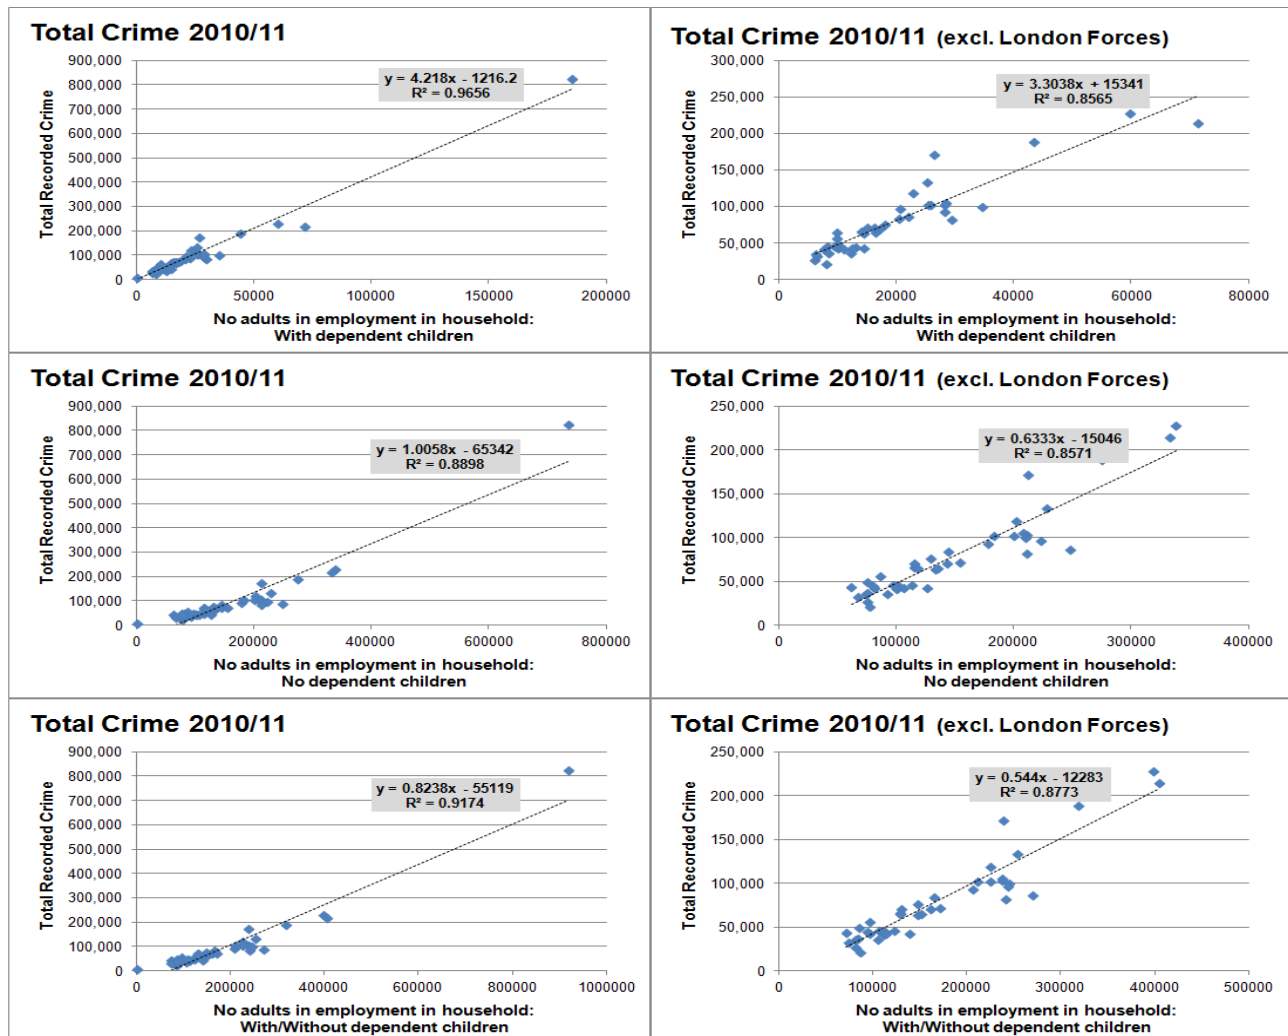 Total Crime 2010/11
900,000
800,000
700,000
600,000
500,000
400,000
300,000
200,000
100,000
0
Total Recorded Crime
y = 4.218x - 1216.2
R² = 0.9656
0 50000 100000 150000 200000
No adults in employment in household:
With dependent children
Total Crime 2010/11 (excl. London Forces)
300,000
250,000
200,000
150,000
100,000
50,000
0
Total Recorded Crime
y = 3.3038x + 15341
R² = 0.8565
0 20000 40000 60000 80000
No adults in employment in household:
With dependent children
Total Crime 2010/11
900,000
800,000
700,000
600,000
500,000
400,000
300,000
200,000
100,000
0
Total Recorded Crime
y = 1.0058x - 65342
R² = 0.8898
0 200000 400000 600000 800000
No adults in employment in household:
No dependent children
Total Crime 2010/11 (excl. London Forces)
250,000
200,000
150,000
100,000
50,000
0
Total Recorded Crime
y = 0.6333x - 15046
R² = 0.8571
0 100000 200000 300000 400000
No adults in employment in household:
No dependent children
Total Crime 2010/11
900,000
800,000
700,000
600,000
500,000
400,000
300,000
200,000
100,000
0
Total Recorded Crime
y = 0.8238x - 55119
R² = 0.9174
0 200000 400000 600000 800000 1000000
No adults in employment in household:
With/Without dependent children
Total Crime 2010/11 (excl. London Forces)
250,000
200,000
150,000
100,000
50,000
0
Total Recorded Crime
y = 0.544x - 12283
R² = 0.8773
0 100000 200000 300000 400000 500000
No adults in employment in household:
With/Without dependent children